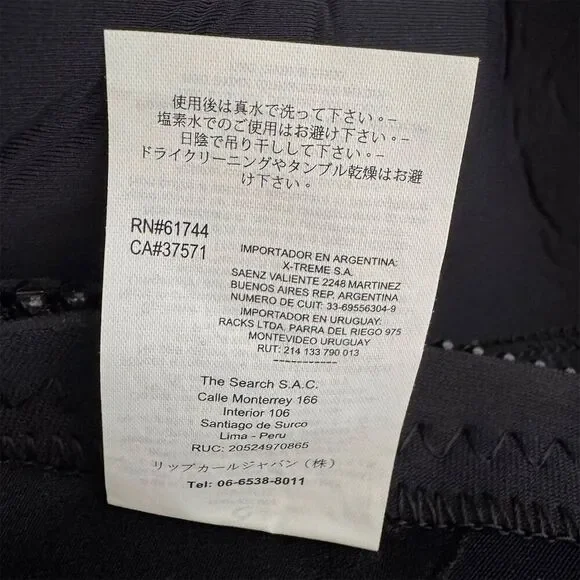 使用後は真水で洗って下さい。–
塩素水でのご使用はお避け下さい。–
日陰で吊り干しして下さい。–
ドライクリーニングやタンブル乾燥はお避
け下さい。
RN#61744
CA#37571
IMPORTADOR EN ARGENTINA:
X-TREME S.A.
SAENZ VALIENTE 2248 MARTINEZ
BUENOS AIRES REP. ARGENTINA
NUMERO DE CUIT: 33-69556304-9
IMPORTADOR EN URUGUAY:
RACKS LTDA, PARRA DEL RIEGO 975
MONTEVIDEO URUGUAY
RUT: 214 133 790 013
-----------
The Search S.A.C.
Calle Monterrey 166
Interior 106
Santiago de Surco
Lima - Peru
RUC: 20524970865
リップカールジャパン（株）
Tel: 06-6538-8011